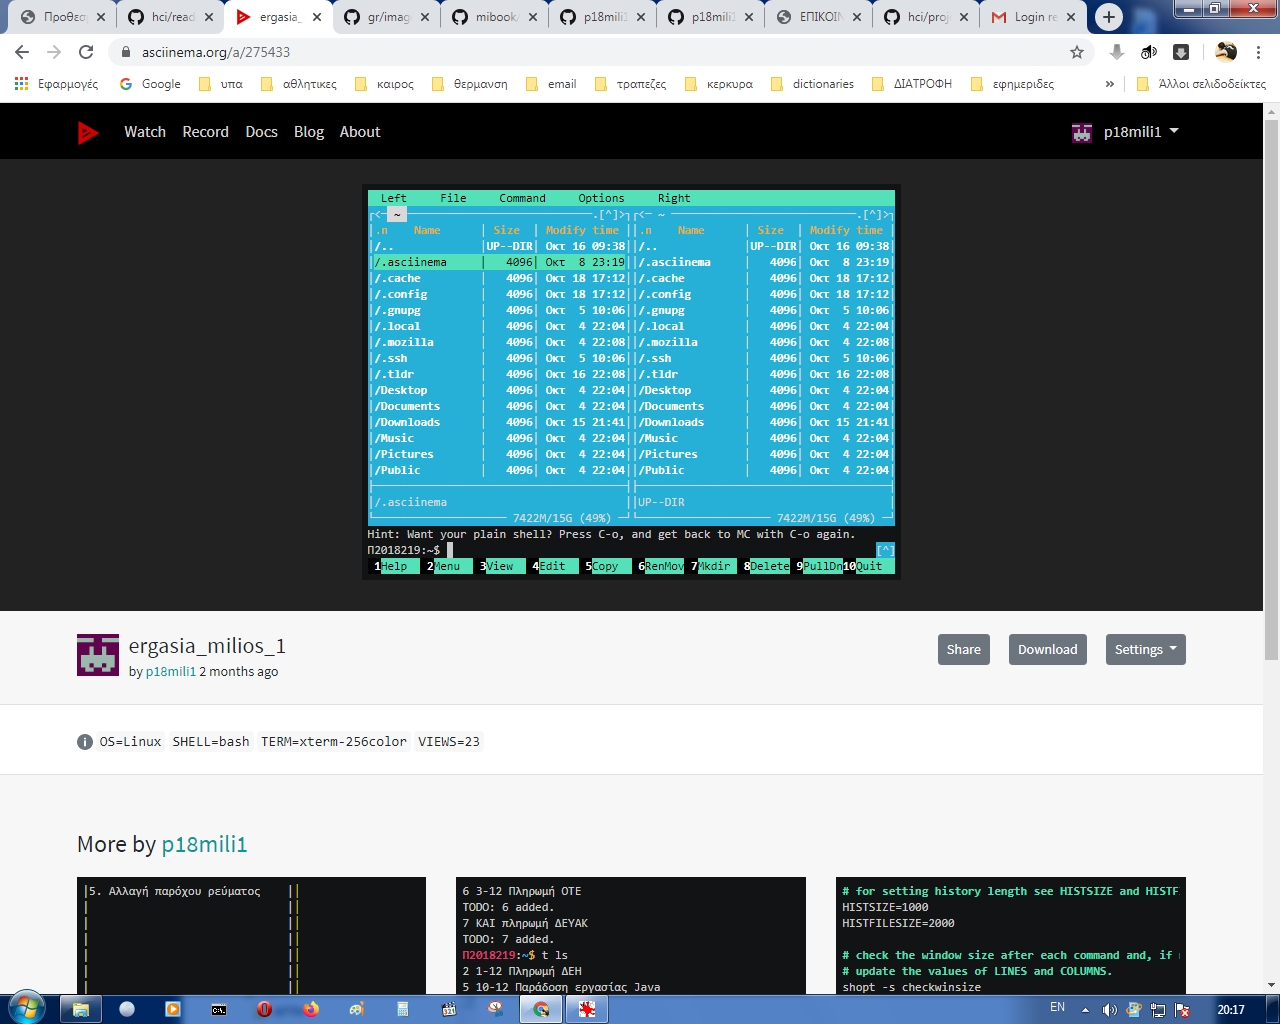 Προθεσ
hci/read
ergasia_
gr/imag
mibook/
p18mili1
p18mili1
ΕΠΙΚΟΙΝ
hci/proj
Login re
asciinema.org/a/275433
Εφαρμογές Google υπα αθλητικες καιρος θερμανση email τραπεζες κερκυρα dictionaries ΔΙΑΤΡΟΦΗ εφημεριδες » Άλλοι σελιδοδείκτες
Watch Record Docs Blog About p18mili1
Left File Command Options Right
<─ ~ ─.[^]> <─ ~ ─.[^]>
.n Name Size Modify time .n Name Size Modify time
/.. UP--DIR Οκτ 16 09:38 /.. UP--DIR Οκτ 16 09:38
/.asciinema 4096 Οκτ 8 23:19 /.asciinema 4096 Οκτ 8 23:19
/.cache 4096 Οκτ 18 17:12 /.cache 4096 Οκτ 18 17:12
/.config 4096 Οκτ 18 17:12 /.config 4096 Οκτ 18 17:12
/.gnupg 4096 Οκτ 5 10:06 /.gnupg 4096 Οκτ 5 10:06
/.local 4096 Οκτ 4 22:04 /.local 4096 Οκτ 4 22:04
/.mozilla 4096 Οκτ 4 22:08 /.mozilla 4096 Οκτ 4 22:08
/.ssh 4096 Οκτ 5 10:06 /.ssh 4096 Οκτ 5 10:06
/.tldr 4096 Οκτ 16 22:08 /.tldr 4096 Οκτ 16 22:08
/Desktop 4096 Οκτ 4 22:04 /Desktop 4096 Οκτ 4 22:04
/Documents 4096 Οκτ 4 22:04 /Documents 4096 Οκτ 4 22:04
/Downloads 4096 Οκτ 15 21:41 /Downloads 4096 Οκτ 15 21:41
/Music 4096 Οκτ 4 22:04 /Music 4096 Οκτ 4 22:04
/Pictures 4096 Οκτ 4 22:04 /Pictures 4096 Οκτ 4 22:04
/Public 4096 Οκτ 4 22:04 /Public 4096 Οκτ 4 22:04
/.asciinema UP--DIR
7422M/15G (49%) 7422M/15G (49%)
Hint: Want your plain shell? Press C-o, and get back to MC with C-o again.
Π2018219:~$ [^]
1Help 2Menu 3View 4Edit 5Copy 6RenMov 7Mkdir 8Delete 9PullDn 10Quit
ergasia_milios_1
by p18mili1 2 months ago
Share Download Settings
OS=Linux SHELL=bash TERM=xterm-256color VIEWS=23
More by p18mili1
5. Αλλαγή παρόχου ρεύματος
6 3-12 Πληρωμή ΟΤΕ
TODO: 6 added.
7 ΚΑΙ πληρωμή ΔΕΥΑΚ
TODO: 7 added.
Π2018219:~$ t ls
2 1-12 Πληρωμή ΔΕΗ
5 10-12 Παράδοση εργασίας Java
# for setting history length see HISTSIZE and HISTF
HISTSIZE=1000
HISTFILESIZE=2000
# check the window size after each command and, if
# update the values of LINES and COLUMNS.
shopt -s checkwinsize
EN 20:17